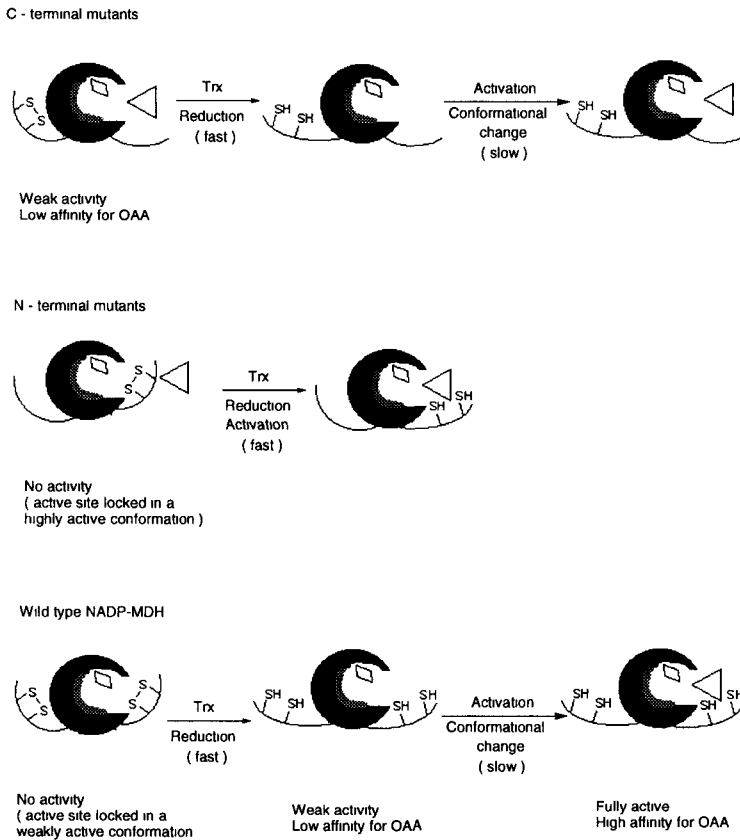 C - terminal mutants
S
S
Trx
Reduction
( fast )
SH
SH
Activation
Conformational
change
( slow )
SH
SH
Weak activity
Low affinity for OAA
N - terminal mutants
S
S
Trx
Reduction
Activation
( fast )
SH
SH
No activity
( active site locked in a
highly active conformation )
Wild type NADP-MDH
S
S
S
S
Trx
Reduction
( fast )
SH
SH
SH
SH
Activation
Conformational
change
( slow )
SH
SH
SH
SH
No activity
( active site locked in a
weakly active conformation
Weak activity
Low affinity for OAA
Fully active
High affinity for OAA